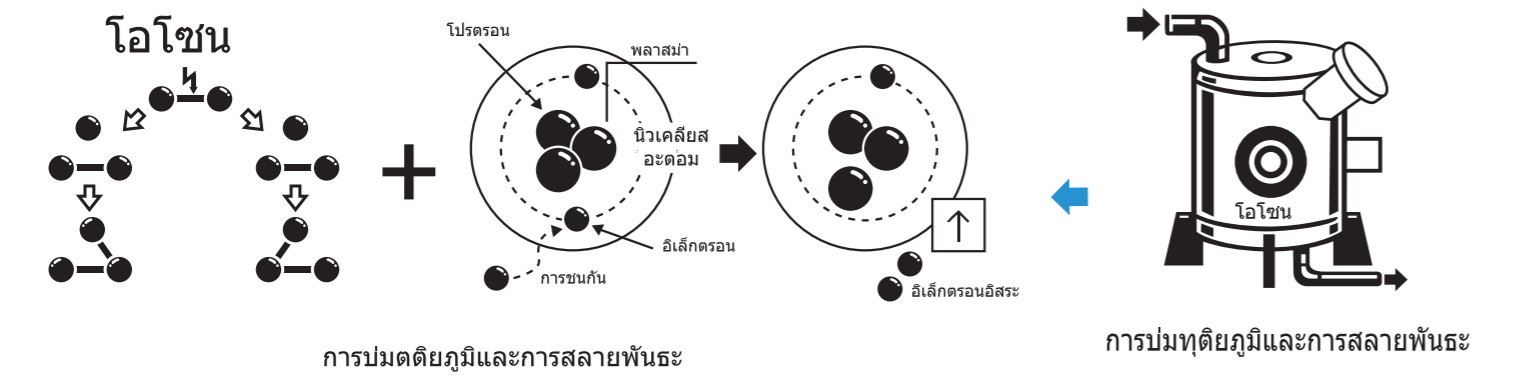 โอโซน
โปรตรอน
พลาสม่า
นิวเคลียส
อะต่อม
อิเล็กตรอน
การชนกัน
อิเล็กตรอนอิสระ
โอโซน
การบ่มตติยภูมิและการสลายพันธะ
การบ่มทุติยภูมิและการสลายพันธะ